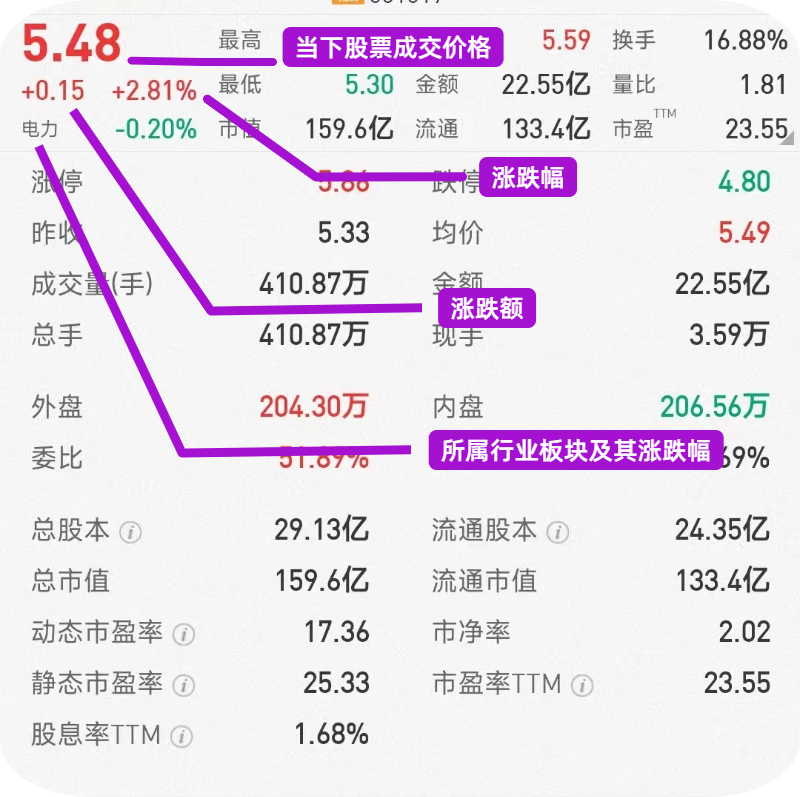 5.48 最高 当下股票成交价格 5.59 换手 16.88%
+0.15 +2.81% 最低 5.30 金额 22.55亿 量比 1.81
电力 -0.20% 市值 159.6亿 流通 133.4亿 市盈TTM 23.55
涨停 5.86 跌停 涨跌幅 4.80
昨收 5.33 均价 5.49
成交量(手) 410.87万 金额 22.55亿
涨跌额
总手 410.87万 现手 3.59万
外盘 204.30万 内盘 206.56万
委比 51.89% 所属行业板块及其涨跌幅 69%
总股本 i 29.13亿 流通股本 i 24.35亿
总市值 159.6亿 流通市值 133.4亿
动态市盈率 i 17.36 市净率 2.02
静态市盈率 i 25.33 市盈率TTM i 23.55
股息率TTM i 1.68%